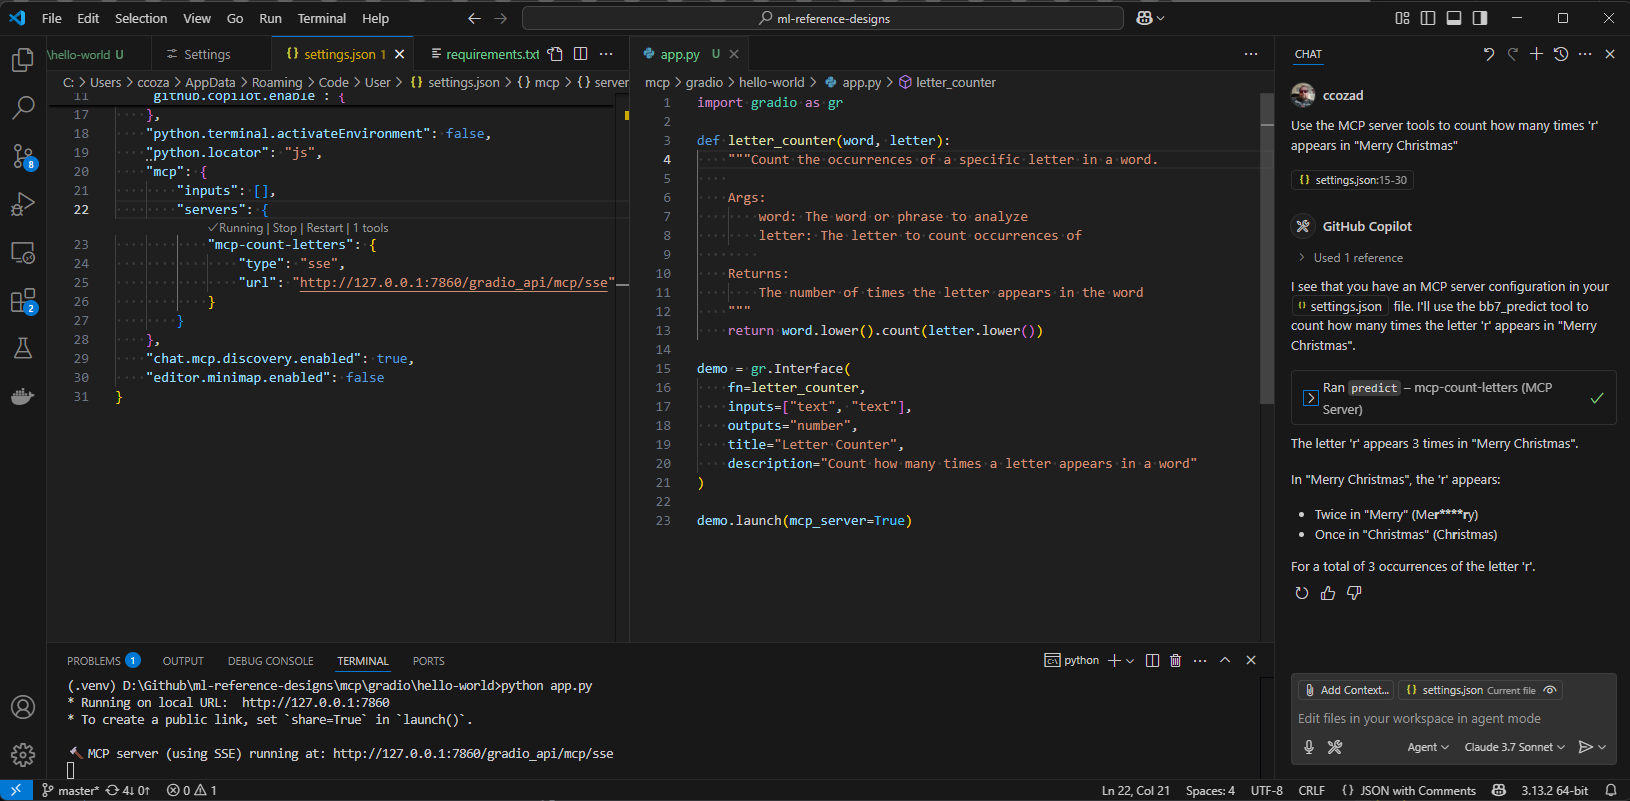 File Edit Selection View Go Run Terminal Help
ml-reference-designs
\hello-world U
Settings
settings.json 1
requirements.txt
C: > Users > ccoza > AppData > Roaming > Code > User > {} settings.json > {} mcp > {} server
11 github.copilot.enable": {
17 },
18 "python.terminal.activateEnvironment": false,
19 "python.locator": "js",
20 "mcp": {
21 "inputs": [],
22 "servers": {
✓Running | Stop | Restart | 1 tools
23 "mcp-count-letters": {
24 "type": "sse",
25 "url": "http://127.0.0.1:7860/gradio_api/mcp/sse"
26 }
27 }
28 },
29 "chat.mcp.discovery.enabled": true,
30 "editor.minimap.enabled": false
31 }
app.py U
mcp > gradio > hello-world > app.py > letter_counter
1 import gradio as gr
2
3 def letter_counter(word, letter):
4 """Count the occurrences of a specific letter in a word.
5
6 Args:
7 word: The word or phrase to analyze
8 letter: The letter to count occurrences of
9
10 Returns:
11 The number of times the letter appears in the word
12 """
13 return word.lower().count(letter.lower())
14
15 demo = gr.Interface(
16 fn=letter_counter,
17 inputs=["text", "text"],
18 outputs="number",
19 title="Letter Counter",
20 description="Count how many times a letter appears in a word"
21 )
22
23 demo.launch(mcp_server=True)
CHAT
ccozad
Use the MCP server tools to count how many times 'r'
appears in "Merry Christmas"
{} settings.json:15-30
GitHub Copilot
> Used 1 reference
I see that you have an MCP server configuration in your
{} settings.json file. I'll use the bb7_predict tool to
count how many times the letter 'r' appears in "Merry
Christmas".
Ran predict – mcp-count-letters (MCP
Server)
The letter 'r' appears 3 times in "Merry Christmas".
In "Merry Christmas", the 'r' appears:
• Twice in "Merry" (Mer****ry)
• Once in "Christmas" (Christmas)
For a total of 3 occurrences of the letter 'r'.
Add Context...
{} settings.json Current file
Edit files in your workspace in agent mode
Agent
Claude 3.7 Sonnet
8
2
PROBLEMS 1 OUTPUT DEBUG CONSOLE TERMINAL PORTS
python
(.venv) D:\Github\ml-reference-designs\mcp\gradio\hello-world>python app.py
* Running on local URL:  http://127.0.0.1:7860
* To create a public link, set `share=True` in `launch()`.
MCP server (using SSE) running at: http://127.0.0.1:7860/gradio_api/mcp/sse
master* 4↓ 0↑ 0 1
Ln 22, Col 21 Spaces: 4 UTF-8 CRLF {} JSON with Comments 3.13.2 64-bit